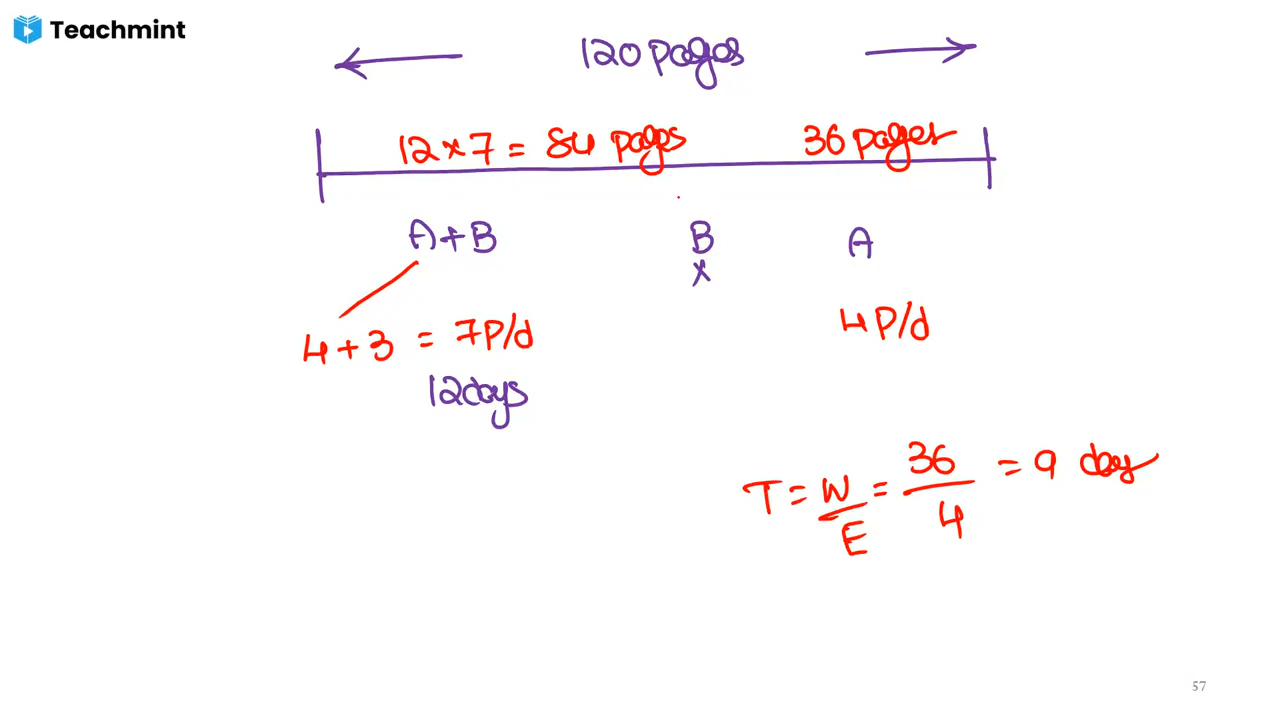 Teachmint
120 pages
12 × 7 = 84 pages 36 pages
A + B B A
×
4 + 3 = 7P/d 4P/d
12days
T = W/E = 36/4 = 9 day
57